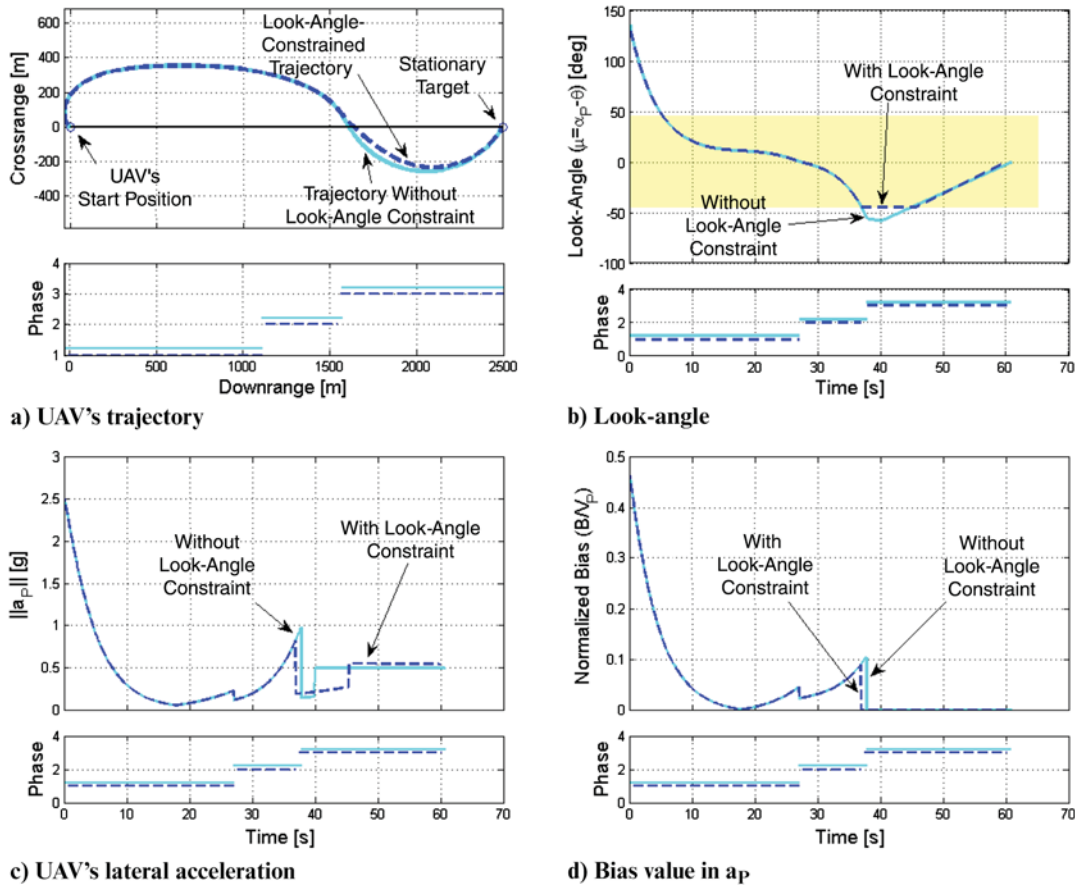 600
400
200
0
-200
-400
Crossrange [m]
Look-Angle-
Constrained
Trajectory
Stationary
Target
UAV's
Start Position
Trajectory Without
Look-Angle Constraint
4
3
2
1
Phase
0
500
1000
1500
2000
2500
Downrange [m]
a) UAV's trajectory
150
100
50
0
-50
-100
Look-Angle (μ=αP-θ) [deg]
With Look-Angle
Constraint
Without
Look-Angle
Constraint
4
2
0
Phase
0
10
20
30
40
50
60
70
Time [s]
b) Look-angle
3
2.5
2
1.5
1
0.5
0
||aP|| [g]
Without
Look-Angle
Constraint
With Look-Angle
Constraint
4
2
0
Phase
0
10
20
30
40
50
60
70
Time [s]
c) UAV's lateral acceleration
0.5
0.4
0.3
0.2
0.1
0
Normalized Bias (B/VP)
With
Look-Angle
Constraint
Without
Look-Angle
Constraint
4
2
0
Phase
0
10
20
30
40
50
60
70
Time [s]
d) Bias value in aP